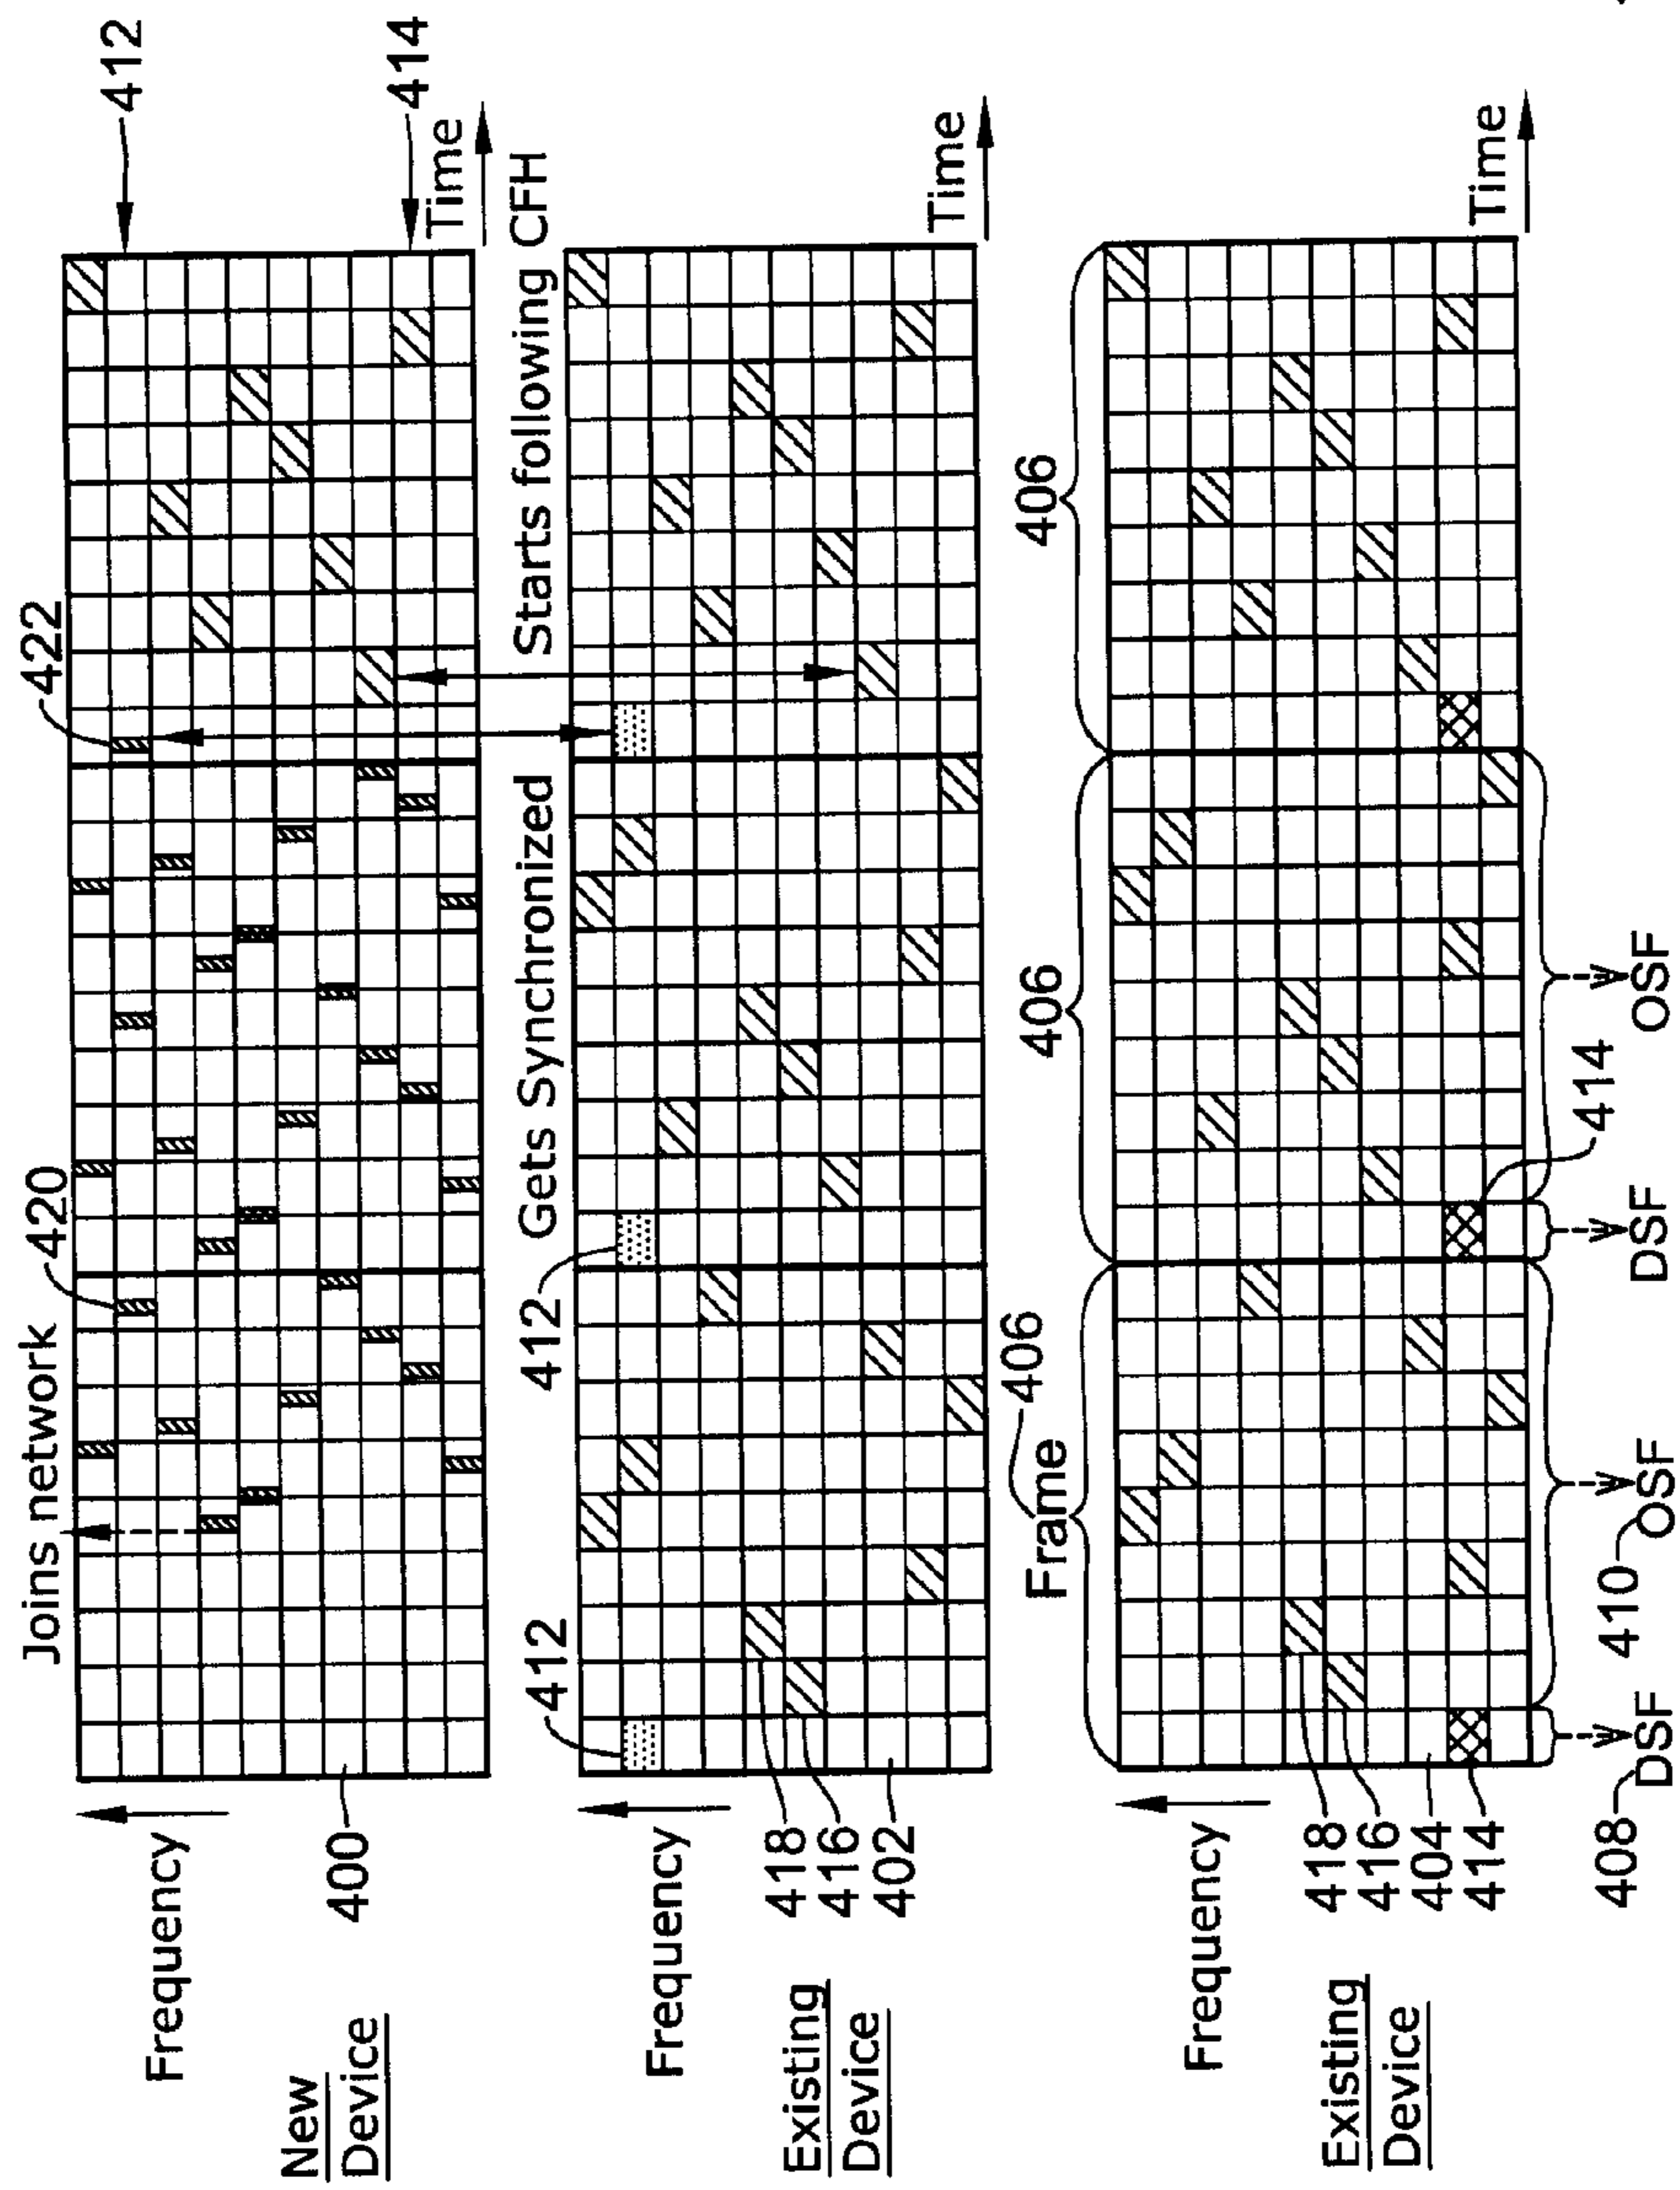 Joins network
420
422
412
Frequency
400
New
Device
414
Time
Gets Synchronized
Starts following CFH
412
412
Frequency
418
416
402
Existing
Device
Time
Frame
406
406
406
Frequency
418
416
404
414
Existing
Device
Time
414
408
DSF
410
OSF
DSF
OSF